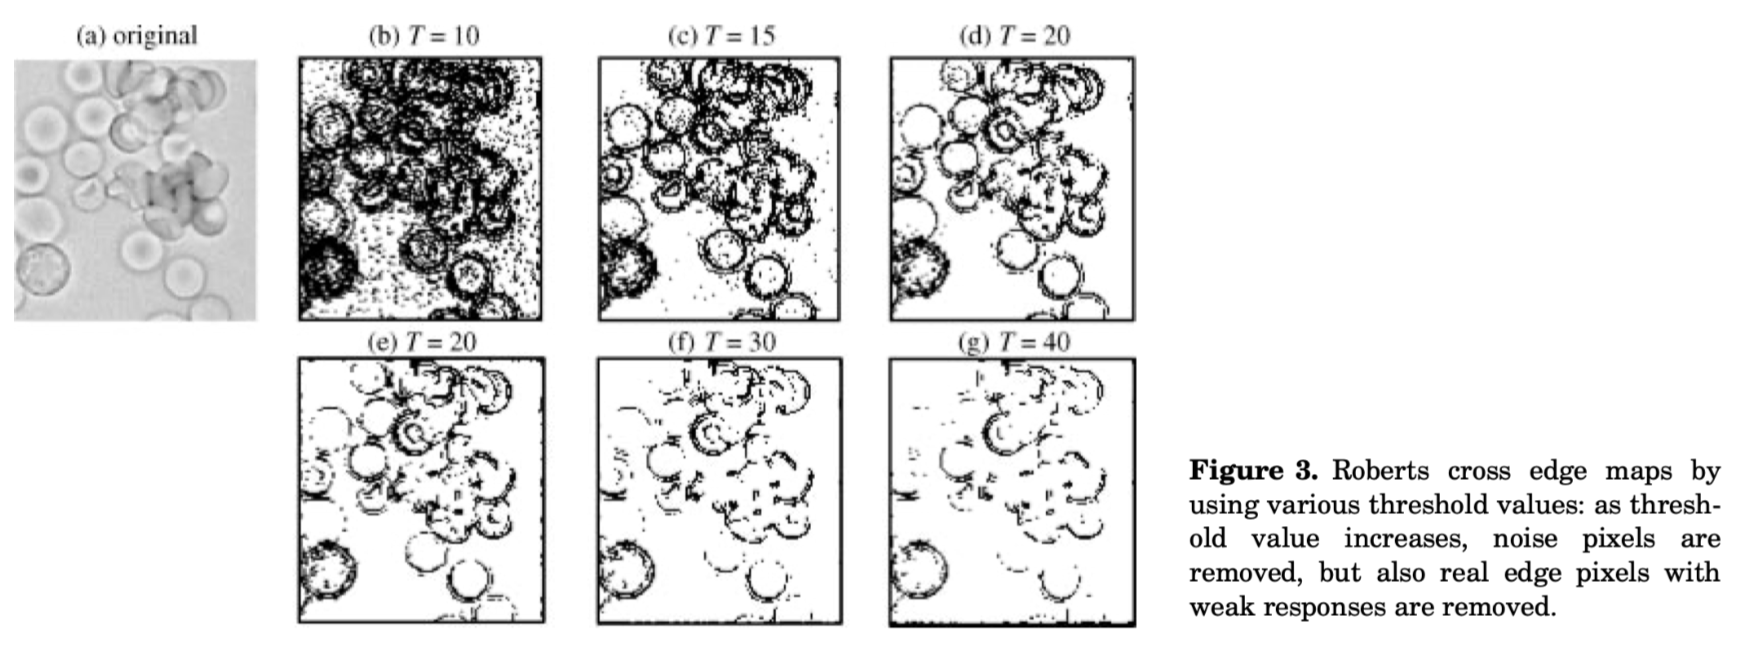 (a) original
(b) T = 10
(c) T = 15
(d) T = 20
(e) T = 20
(f) T = 30
(g) T = 40
Figure 3. Roberts cross edge maps by
using various threshold values: as thresh-
old value increases, noise pixels are
removed, but also real edge pixels with
weak responses are removed.